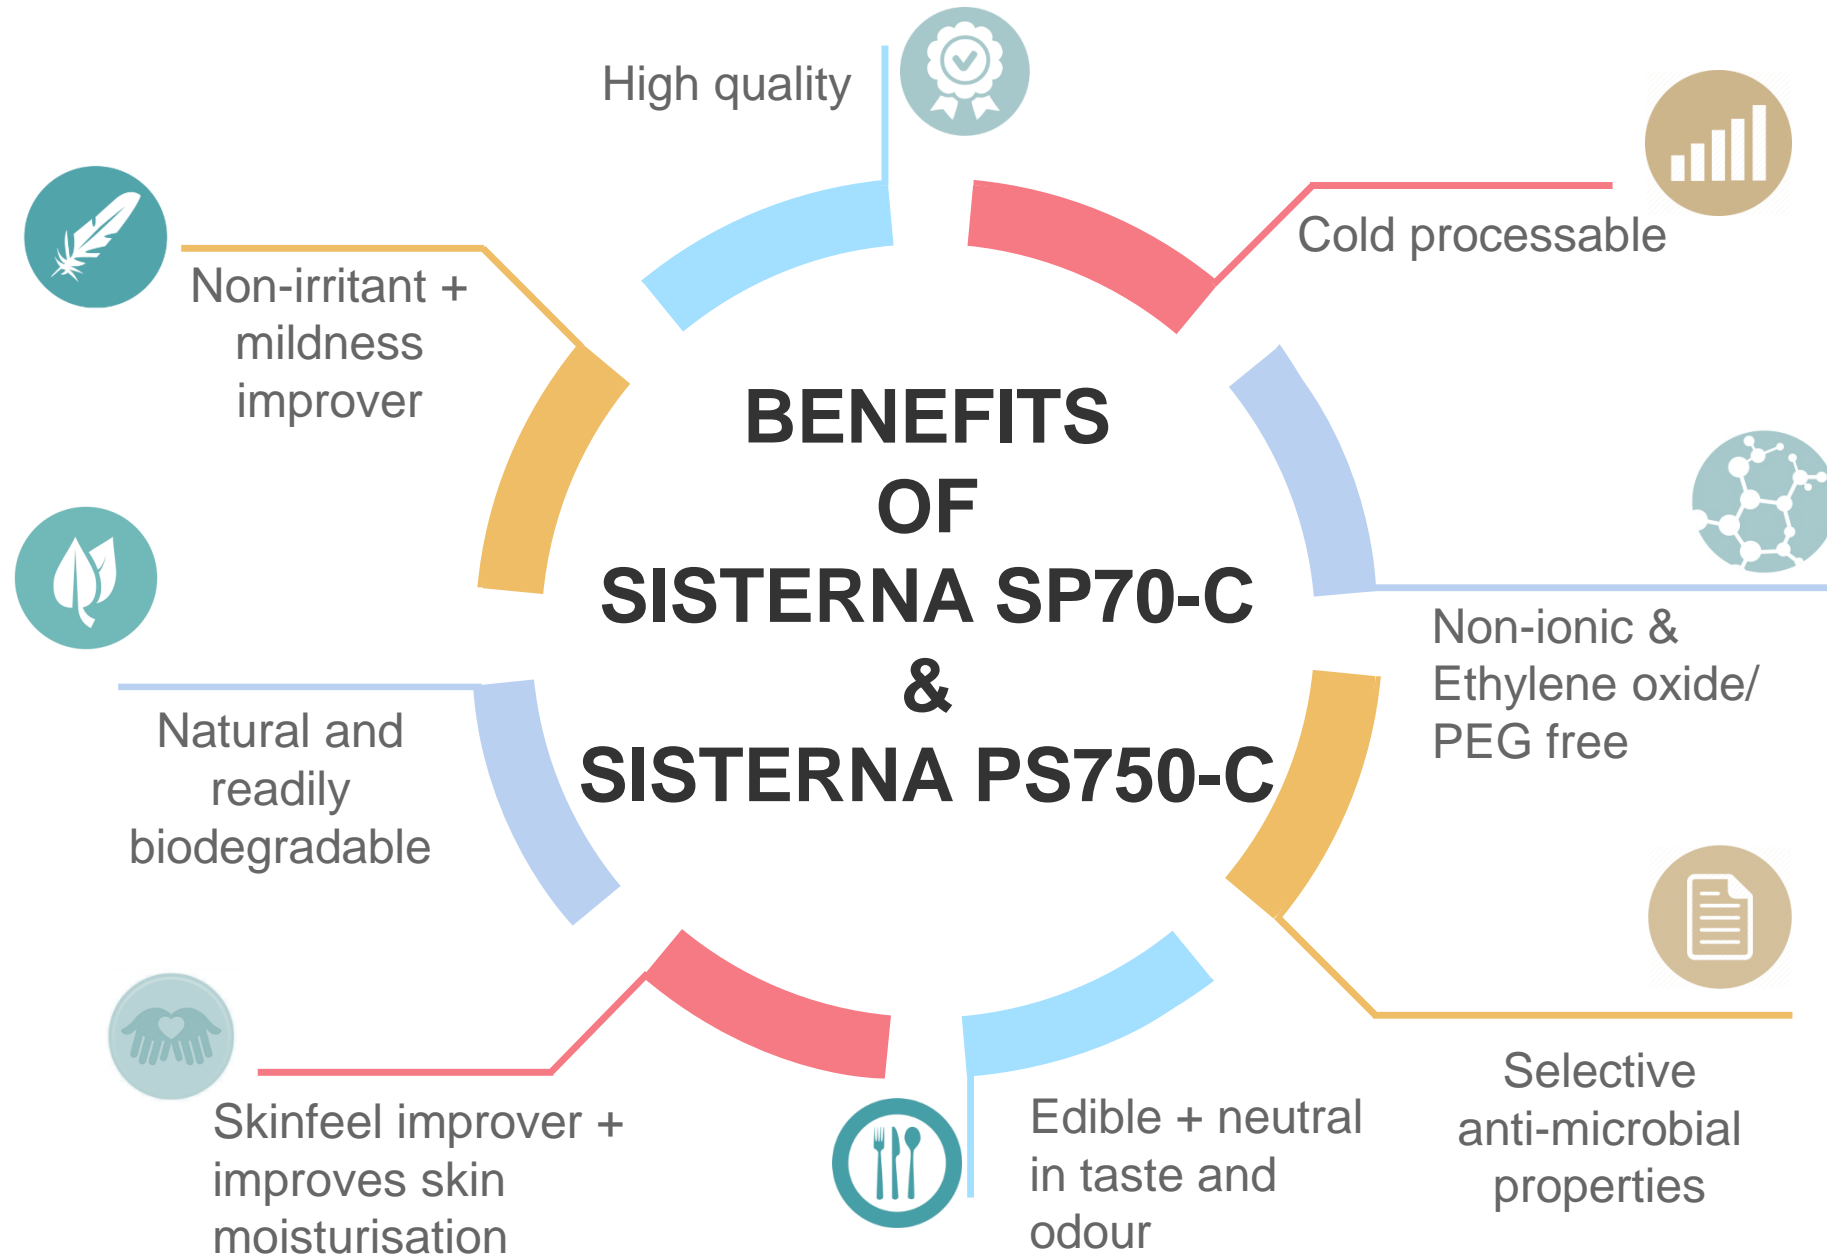 High quality
Cold processable
Non-irritant +
mildness
improver
BENEFITS
OF
SISTERNA SP70-C
&
SISTERNA PS750-C
Non-ionic &
Ethylene oxide/
PEG free
Natural and
readily
biodegradable
Selective
anti-microbial
properties
Edible + neutral
in taste and
odour
Skinfeel improver +
improves skin
moisturisation